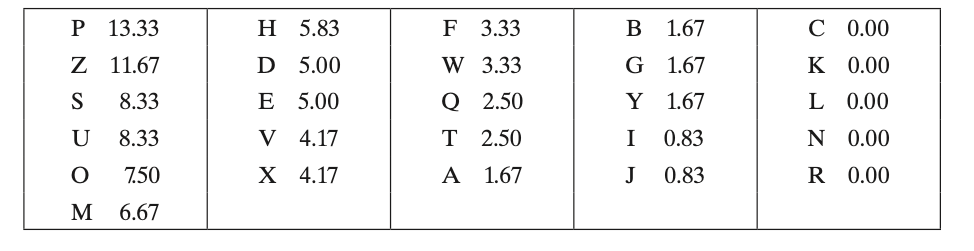 P 13.33 H 5.83 F 3.33 B 1.67 C 0.00
Z 11.67 D 5.00 W 3.33 G 1.67 K 0.00
S 8.33 E 5.00 Q 2.50 Y 1.67 L 0.00
U 8.33 V 4.17 T 2.50 I 0.83 N 0.00
O 7.50 X 4.17 A 1.67 J 0.83 R 0.00
M 6.67